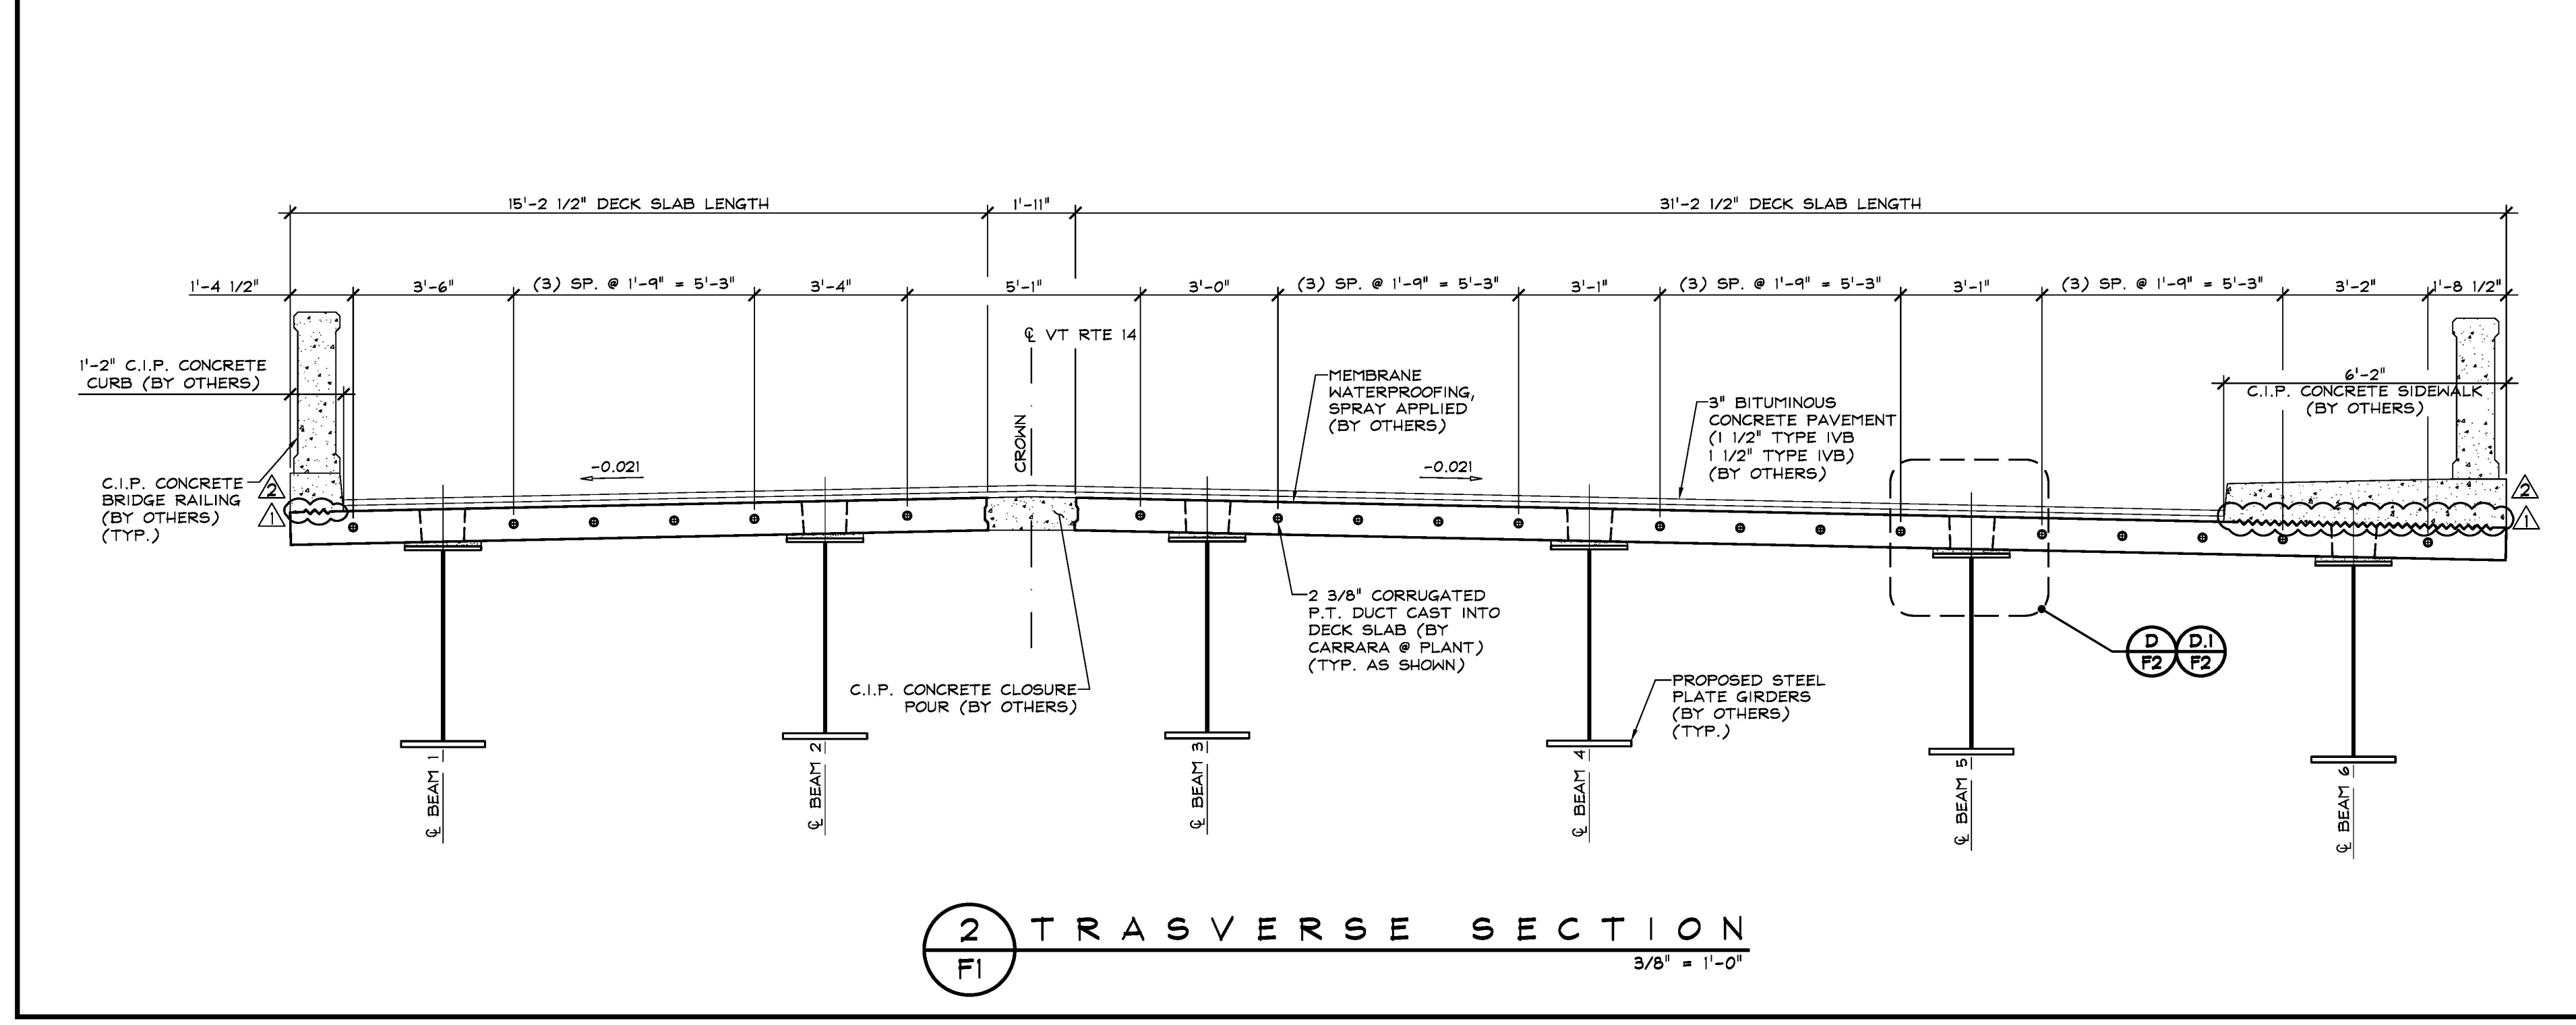 15'-2 1/2" DECK SLAB LENGTH
1'-11"
31'-2 1/2" DECK SLAB LENGTH
1'-4 1/2"
3'-6"
(3) SP. @ 1'-9" = 5'-3"
3'-4"
5'-1"
3'-0"
(3) SP. @ 1'-9" = 5'-3"
3'-1"
(3) SP. @ 1'-9" = 5'-3"
3'-1"
(3) SP. @ 1'-9" = 5'-3"
3'-2"
1'-8 1/2"
℄ VT RTE 14
CROWN
1'-2" C.I.P. CONCRETE
CURB (BY OTHERS)
MEMBRANE
WATERPROOFING,
SPRAY APPLIED
(BY OTHERS)
3" BITUMINOUS
CONCRETE PAVEMENT
(1 1/2" TYPE IVB
1 1/2" TYPE IVB)
(BY OTHERS)
6'-2"
C.I.P. CONCRETE SIDEWALK
(BY OTHERS)
-0.021
-0.021
C.I.P. CONCRETE
BRIDGE RAILING
(BY OTHERS)
(TYP.)
2
1
2
1
2 3/8" CORRUGATED
P.T. DUCT CAST INTO
DECK SLAB (BY
CARRARA @ PLANT)
(TYP. AS SHOWN)
D
F2
D.1
F2
C.I.P. CONCRETE CLOSURE
POUR (BY OTHERS)
PROPOSED STEEL
PLATE GIRDERS
(BY OTHERS)
(TYP.)
℄ BEAM 1
℄ BEAM 2
℄ BEAM 3
℄ BEAM 4
℄ BEAM 5
℄ BEAM 6
2
F1
TRASVERSE SECTION
3/8" = 1'-0"